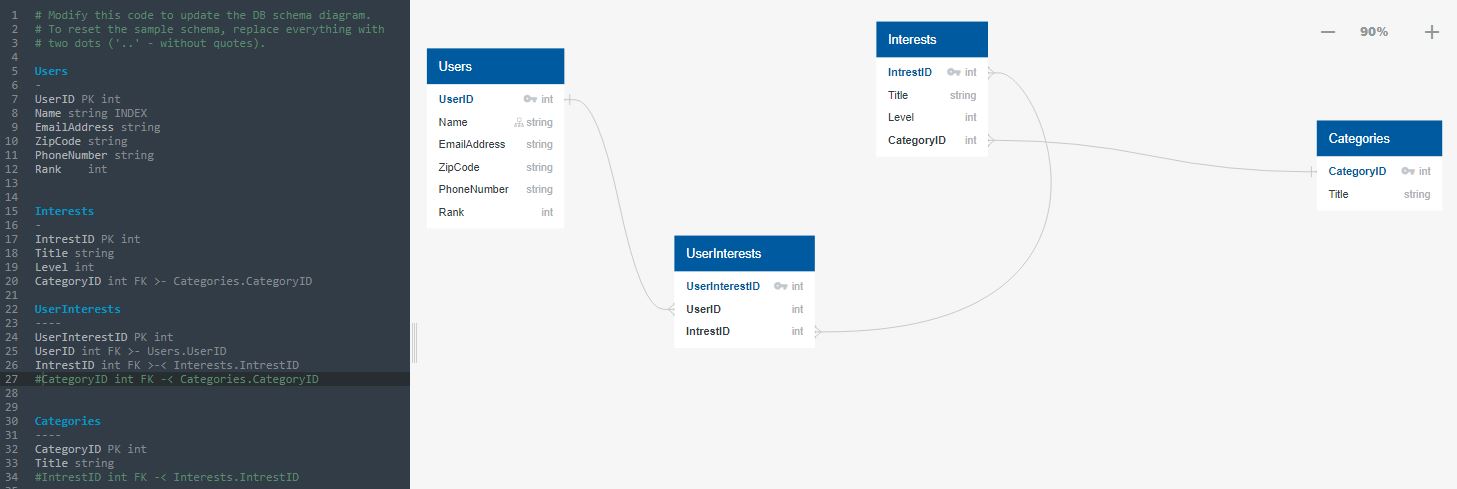 1 # Modify this code to update the DB schema diagram.
2 # To reset the sample schema, replace everything with
3 # two dots ('..' - without quotes).
4
5 Users
6 -
7 UserID PK int
8 Name string INDEX
9 EmailAddress string
10 ZipCode string
11 PhoneNumber string
12 Rank    int
13
14
15 Interests
16 -
17 IntrestID PK int
18 Title string
19 Level int
20 CategoryID int FK >- Categories.CategoryID
21
22 UserInterests
23 ----
24 UserInterestID PK int
25 UserID int FK >- Users.UserID
26 IntrestID int FK >-< Interests.IntrestID
27 #CategoryID int FK -< Categories.CategoryID
28
29
30 Categories
31 ----
32 CategoryID PK int
33 Title string
34 #IntrestID int FK -< Interests.IntrestID
Users
UserID int
Name string
EmailAddress string
ZipCode string
PhoneNumber string
Rank int
UserInterests
UserInterestID int
UserID int
IntrestID int
Interests
IntrestID int
Title string
Level int
CategoryID int
Categories
CategoryID int
Title string
90%